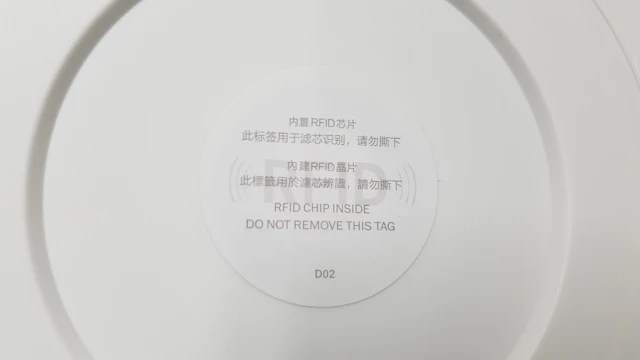 内置RFID芯片
此标签用于滤芯识别，请勿撕下
RFID
內建RFID晶片
此標籤用於濾芯辨識，請勿撕下
RFID CHIP INSIDE
DO NOT REMOVE THIS TAG
D02